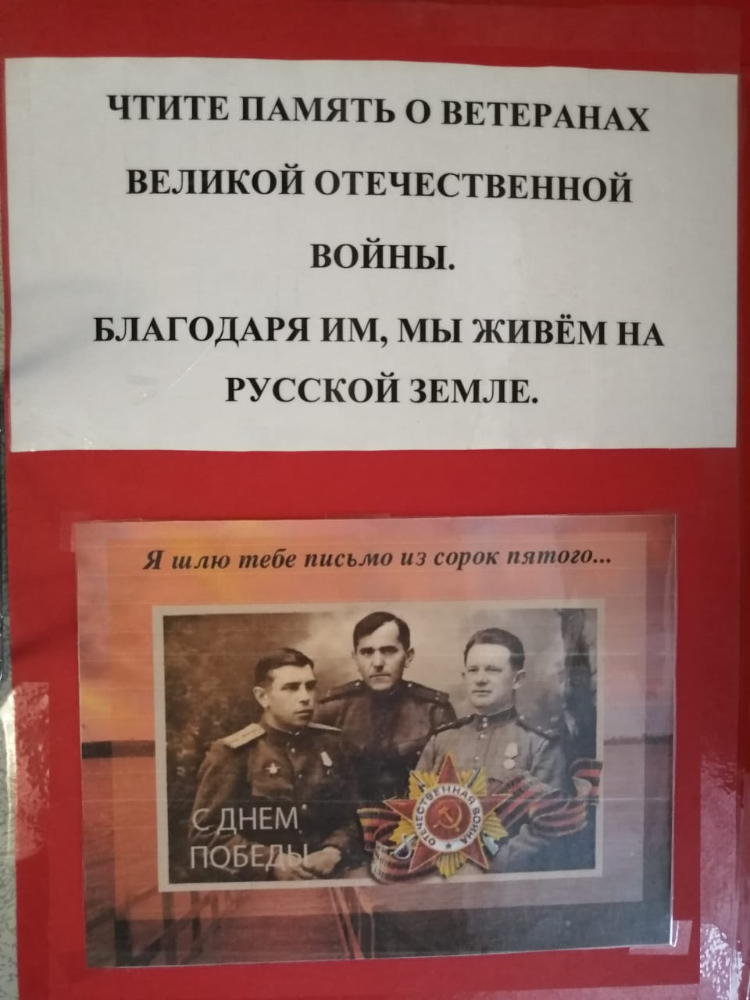 ЧТИТЕ ПАМЯТЬ О ВЕТЕРАНАХ
ВЕЛИКОЙ ОТЕЧЕСТВЕННОЙ
ВОЙНЫ.
БЛАГОДАРЯ ИМ, МЫ ЖИВЁМ НА
РУССКОЙ ЗЕМЛЕ.
Я шлю тебе письмо из сорок пятого...
С ДНЕМ
ПОБЕДЫ
ОТЕЧЕСТВЕННАЯ ВОЙНА